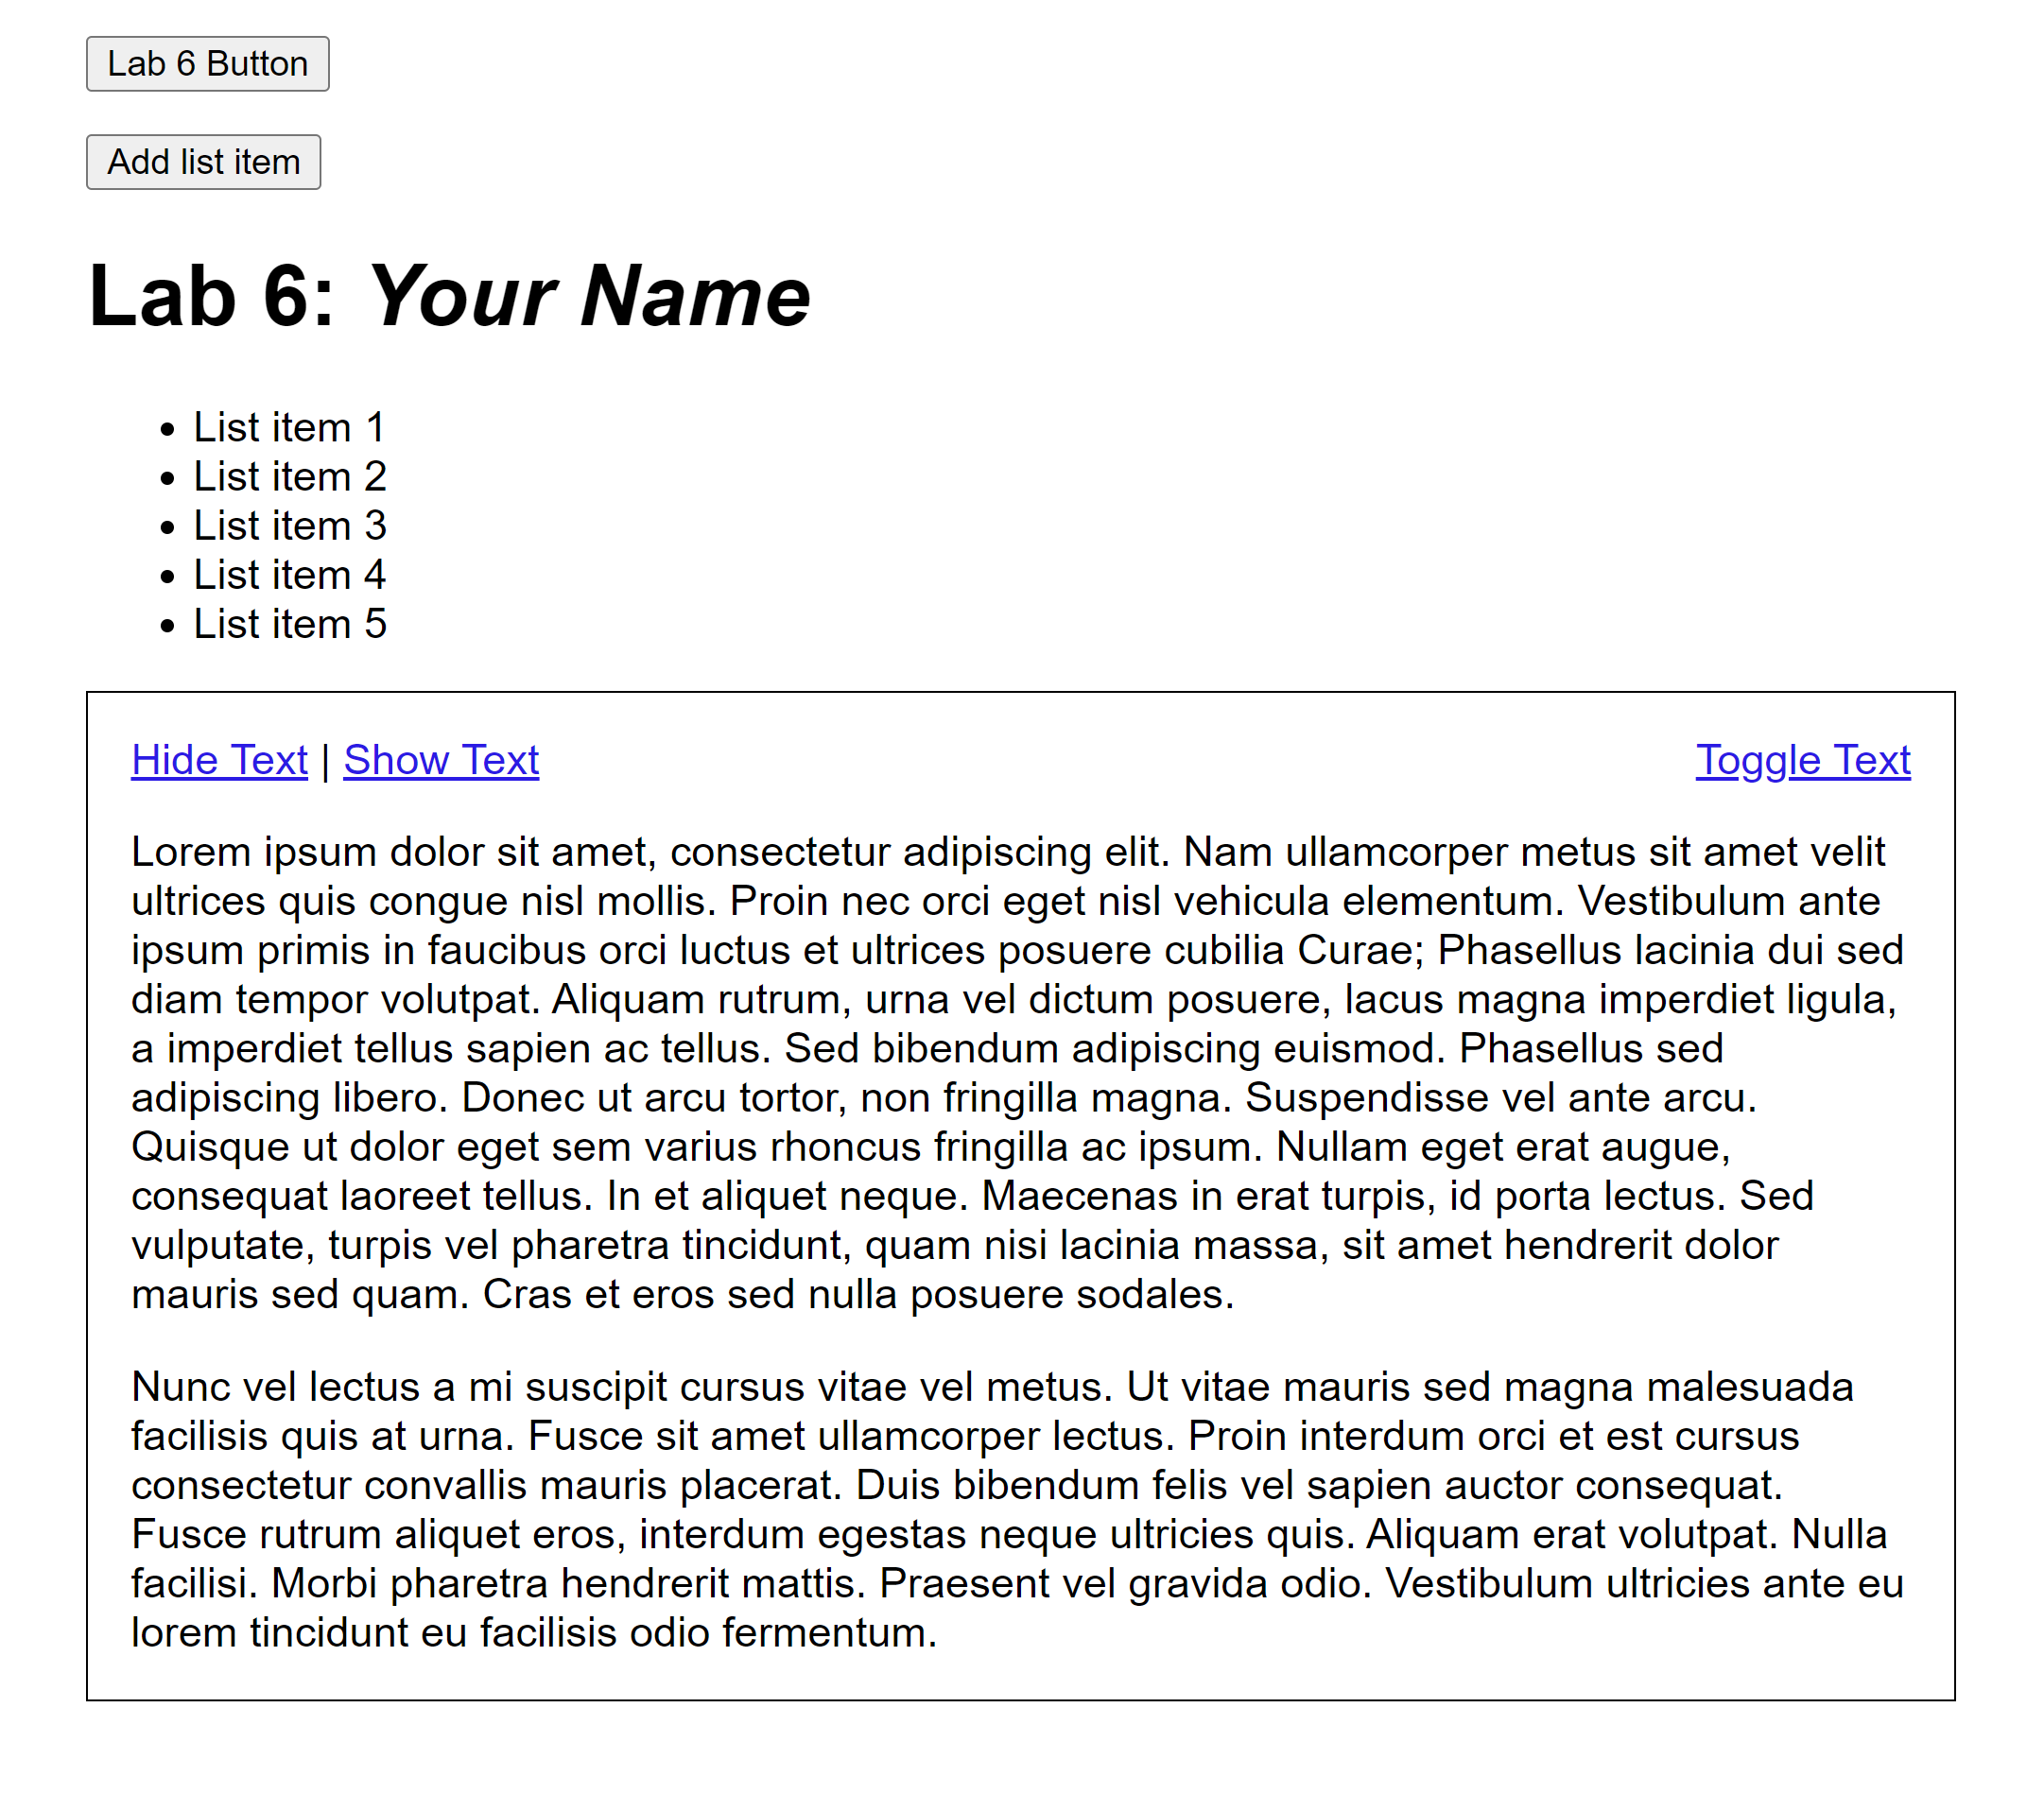 Lab 6 Button
Add list item
Lab 6: Your Name
• List item 1
• List item 2
• List item 3
• List item 4
• List item 5
Hide Text | Show Text Toggle Text
Lorem ipsum dolor sit amet, consectetur adipiscing elit. Nam ullamcorper metus sit amet velit
ultrices quis congue nisl mollis. Proin nec orci eget nisl vehicula elementum. Vestibulum ante
ipsum primis in faucibus orci luctus et ultrices posuere cubilia Curae; Phasellus lacinia dui sed
diam tempor volutpat. Aliquam rutrum, urna vel dictum posuere, lacus magna imperdiet ligula,
a imperdiet tellus sapien ac tellus. Sed bibendum adipiscing euismod. Phasellus sed
adipiscing libero. Donec ut arcu tortor, non fringilla magna. Suspendisse vel ante arcu.
Quisque ut dolor eget sem varius rhoncus fringilla ac ipsum. Nullam eget erat augue,
consequat laoreet tellus. In et aliquet neque. Maecenas in erat turpis, id porta lectus. Sed
vulputate, turpis vel pharetra tincidunt, quam nisi lacinia massa, sit amet hendrerit dolor
mauris sed quam. Cras et eros sed nulla posuere sodales.
Nunc vel lectus a mi suscipit cursus vitae vel metus. Ut vitae mauris sed magna malesuada
facilisis quis at urna. Fusce sit amet ullamcorper lectus. Proin interdum orci et est cursus
consectetur convallis mauris placerat. Duis bibendum felis vel sapien auctor consequat.
Fusce rutrum aliquet eros, interdum egestas neque ultricies quis. Aliquam erat volutpat. Nulla
facilisi. Morbi pharetra hendrerit mattis. Praesent vel gravida odio. Vestibulum ultricies ante eu
lorem tincidunt eu facilisis odio fermentum.